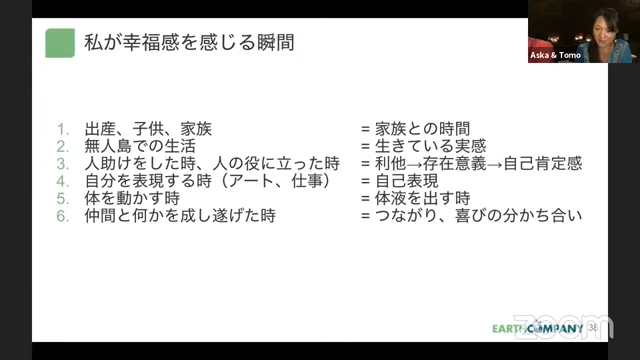 私が幸福感を感じる瞬間
Aska & Tomo
1. 出産、子供、家族 = 家族との時間
2. 無人島での生活 = 生きている実感
3. 人助けをした時、人の役に立った時 = 利他→存在意義→自己肯定感
4. 自分を表現する時（アート、仕事） = 自己表現
5. 体を動かす時 = 体液を出す時
6. 仲間と何かを成し遂げた時 = つながり、喜びの分かち合い
EARTH COMPANY 38
zoom